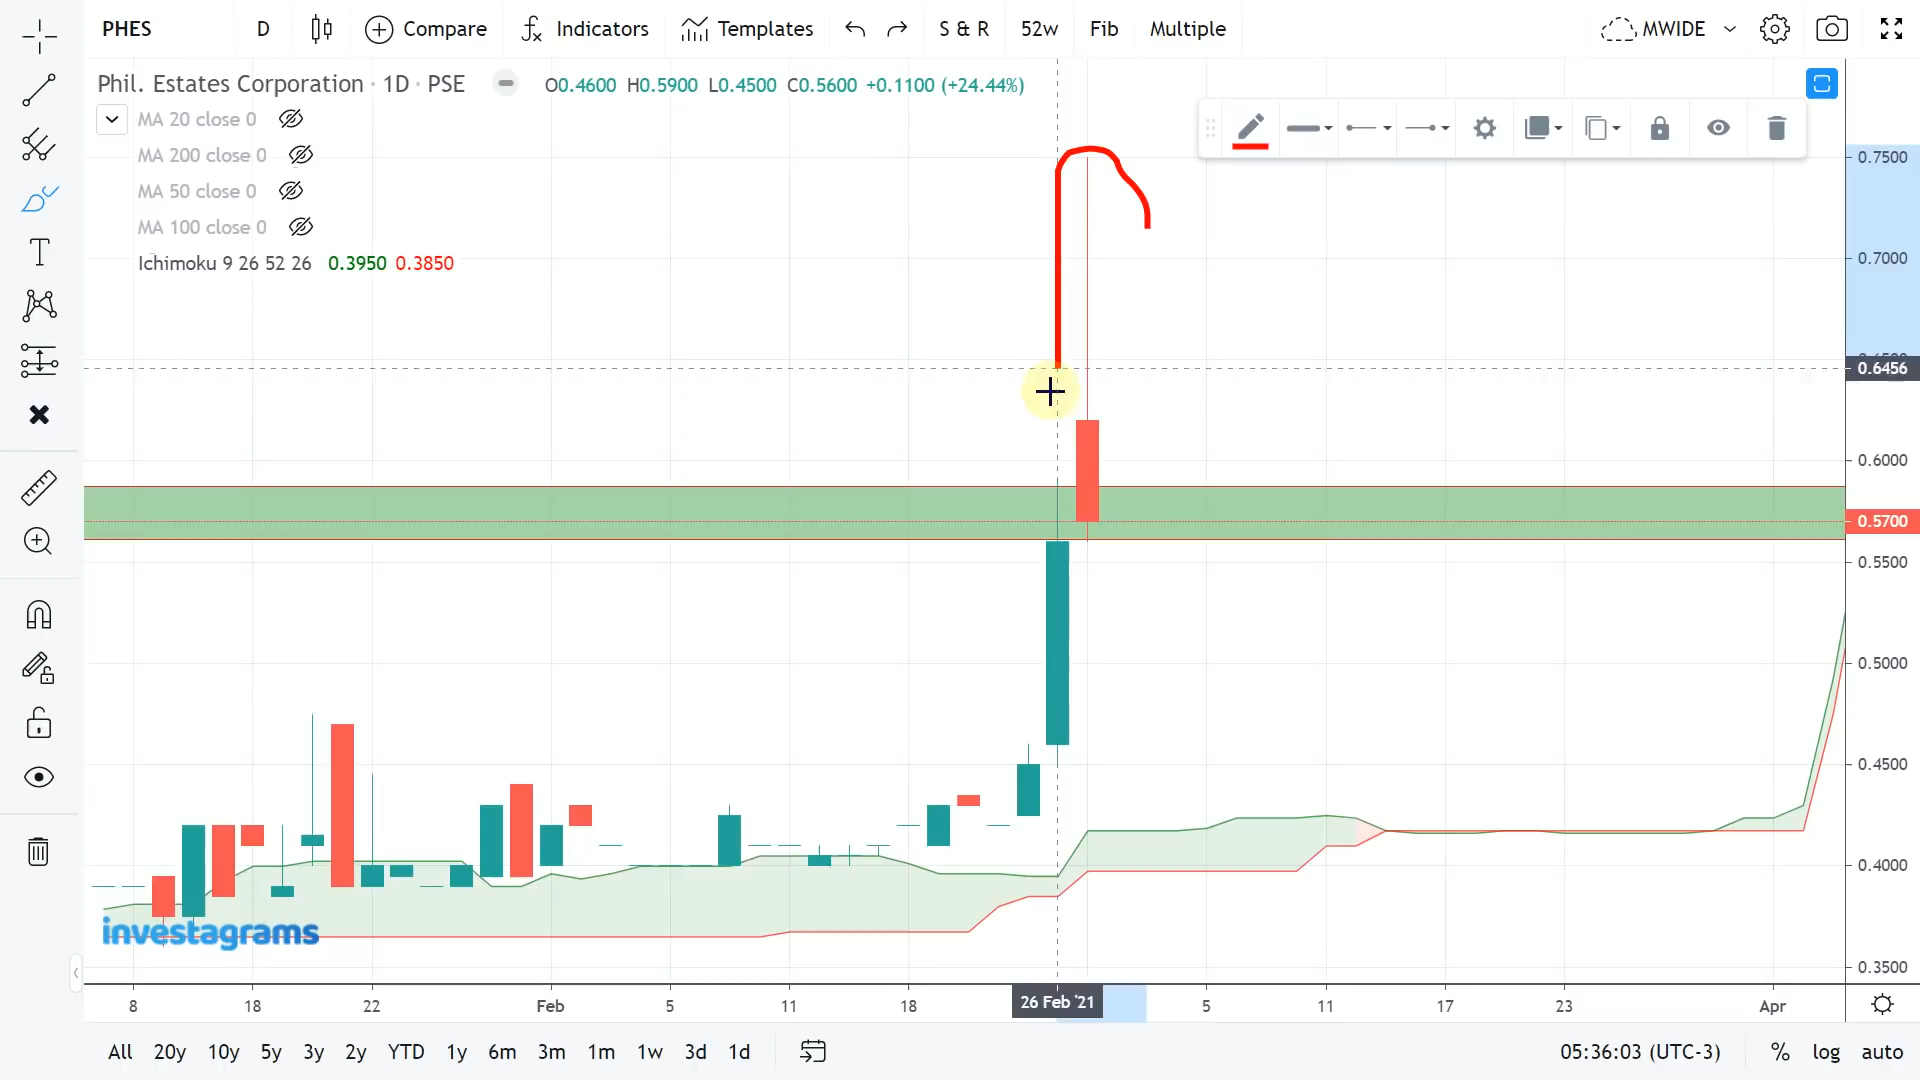 PHES D Compare Indicators Templates S & R 52w Fib Multiple MWIDE
Phil. Estates Corporation · 1D · PSE O0.4600 H0.5900 L0.4500 C0.5600 +0.1100 (+24.44%)
MA 20 close 0
MA 200 close 0
MA 50 close 0
MA 100 close 0
Ichimoku 9 26 52 26 0.3950 0.3850
0.7500
0.7000
0.6456
0.6000
0.5700
0.5500
0.5000
0.4500
0.4000
0.3500
investagrams
8 18 22 Feb 5 11 18 26 Feb '21 5 11 17 23 Apr
All 20y 10y 5y 3y 2y YTD 1y 6m 3m 1m 1w 3d 1d 05:36:03 (UTC-3) % log auto